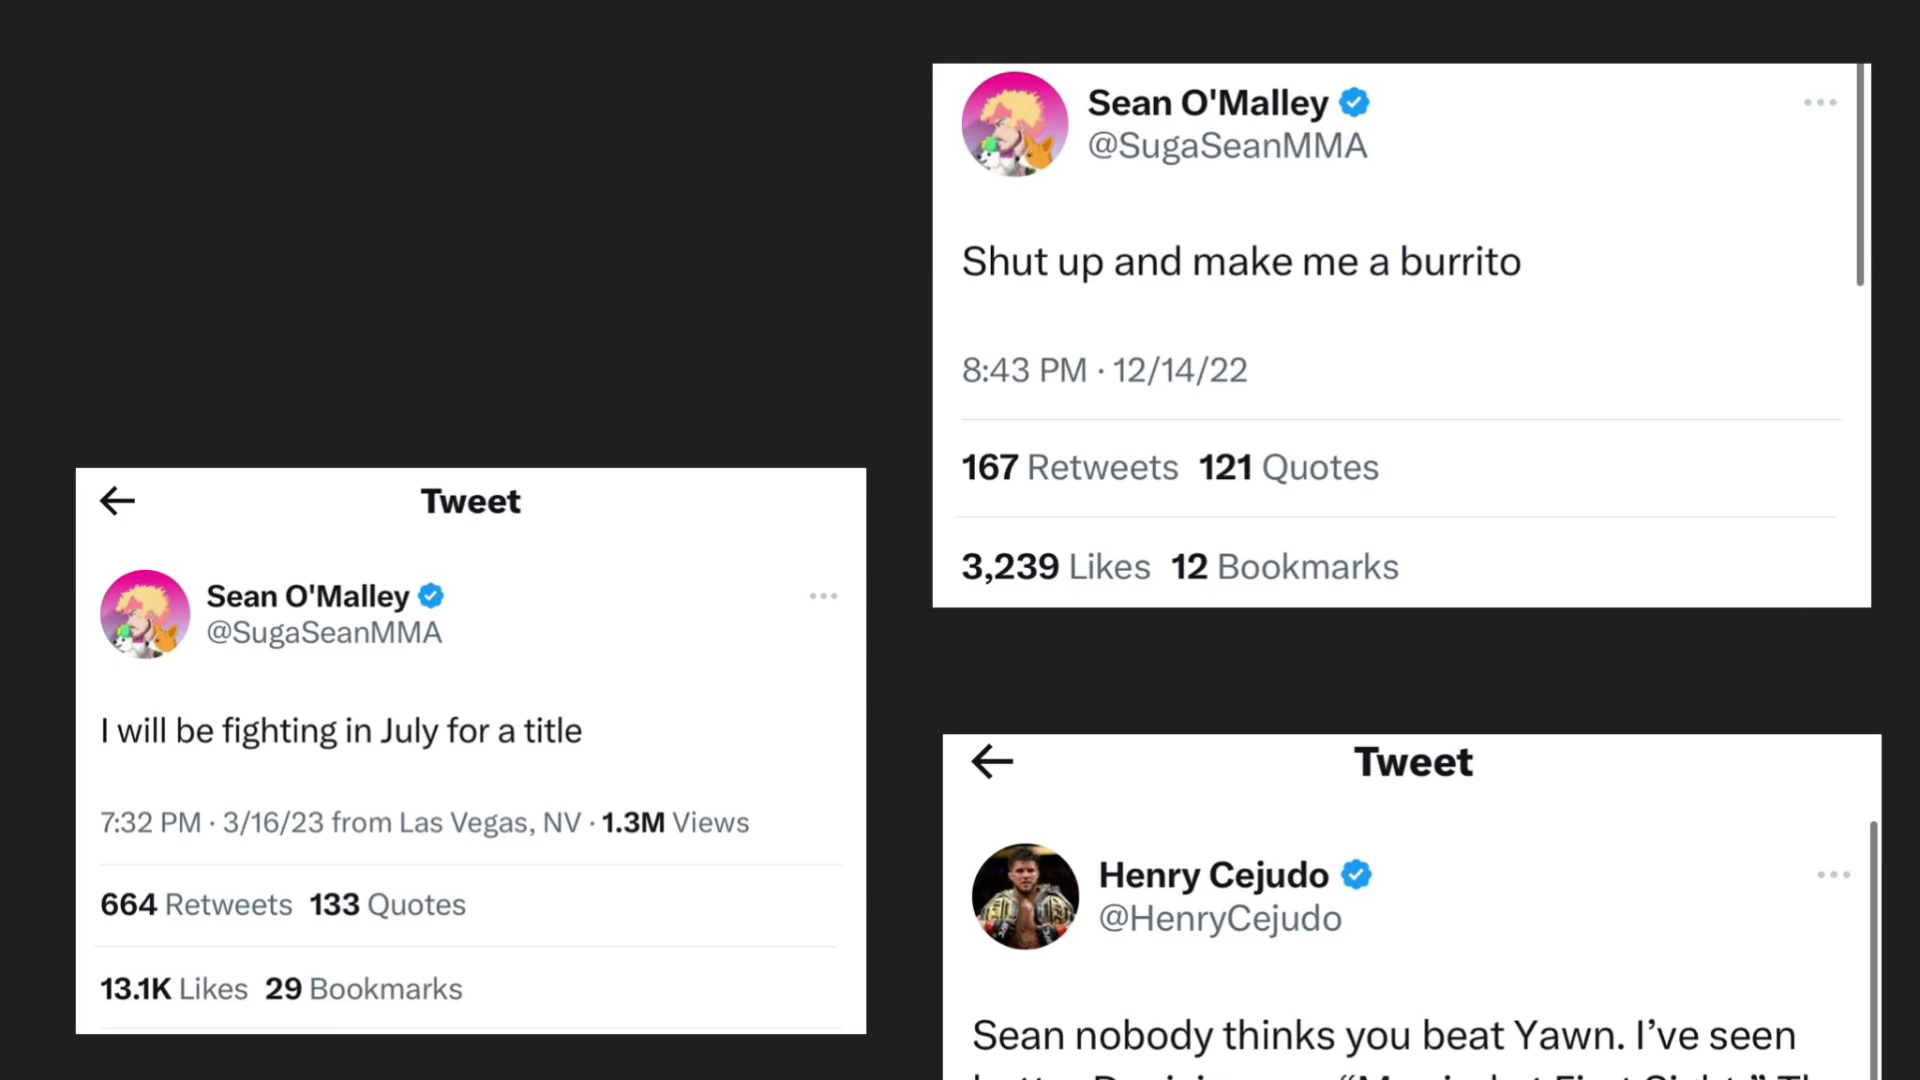 Sean O'Malley
@SugaSeanMMA
Shut up and make me a burrito
8:43 PM · 12/14/22
167 Retweets 121 Quotes
3,239 Likes 12 Bookmarks
Tweet
Sean O'Malley
@SugaSeanMMA
I will be fighting in July for a title
7:32 PM · 3/16/23 from Las Vegas, NV · 1.3M Views
664 Retweets 133 Quotes
13.1K Likes 29 Bookmarks
Tweet
Henry Cejudo
@HenryCejudo
Sean nobody thinks you beat Yawn. I’ve seen